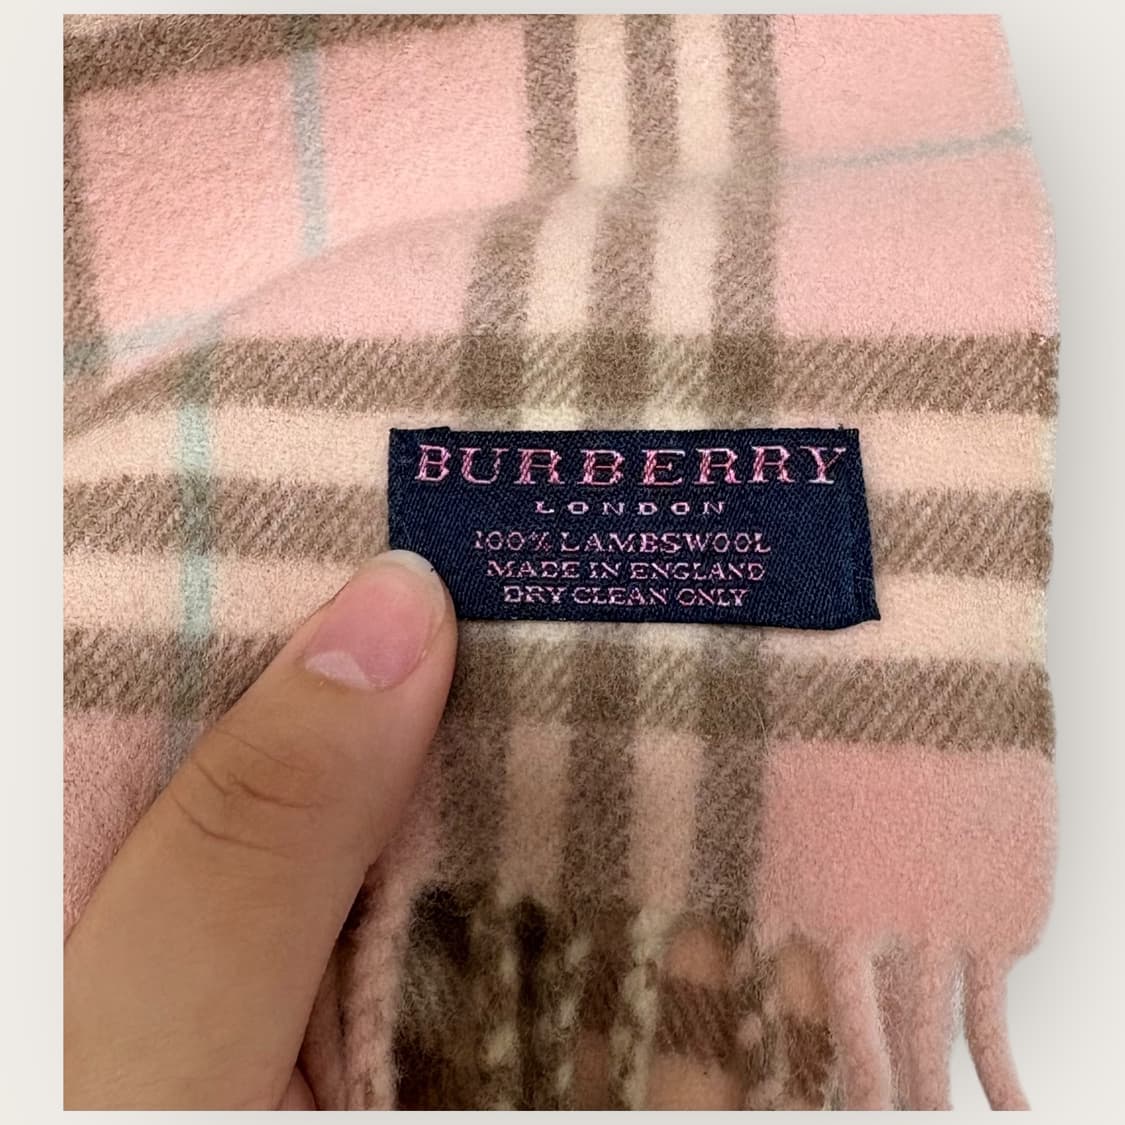 BURBERRY
LONDON
100% LAMBSWOOL
MADE IN ENGLAND
DRY CLEAN ONLY